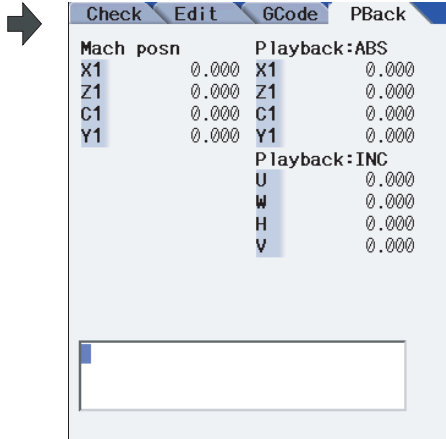 Check Edit GCode PBack
Mach posn Playback:ABS
X1 0.000 X1 0.000
Z1 0.000 Z1 0.000
C1 0.000 C1 0.000
Y1 0.000 Y1 0.000
Playback:INC
U 0.000
W 0.000
H 0.000
V 0.000